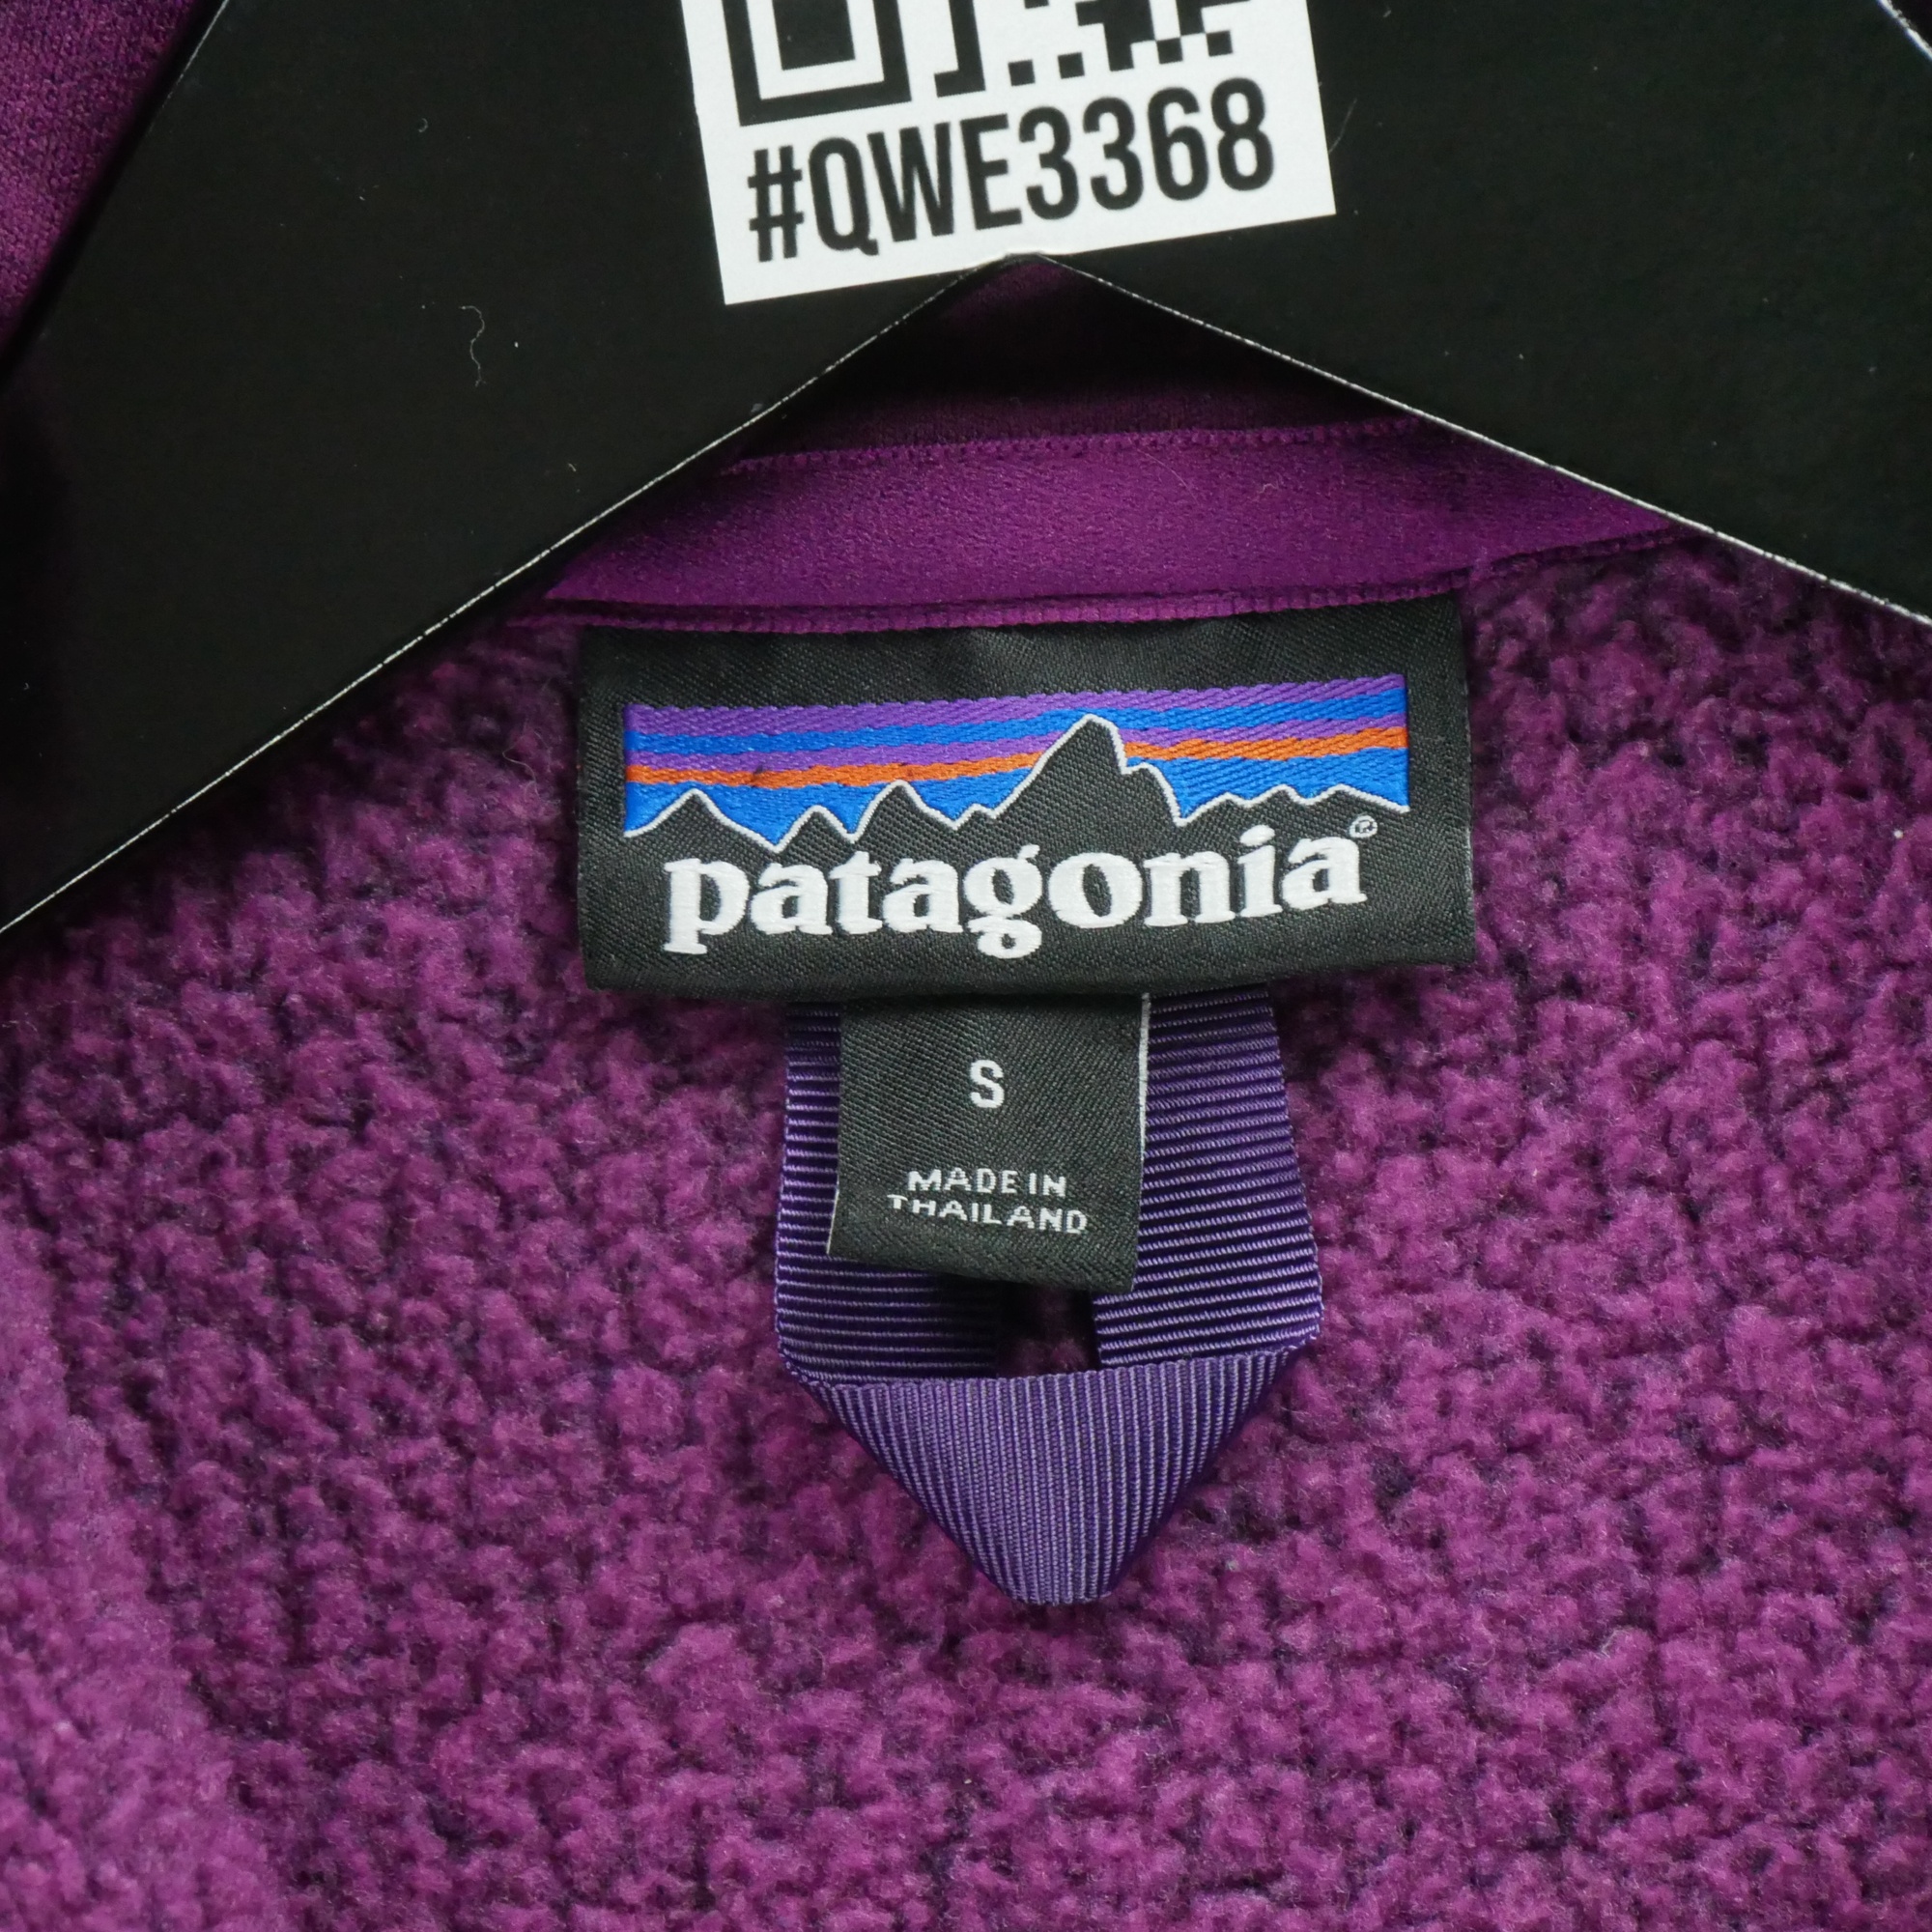 #QWE3368
patagonia®
S
MADE IN
THAILAND